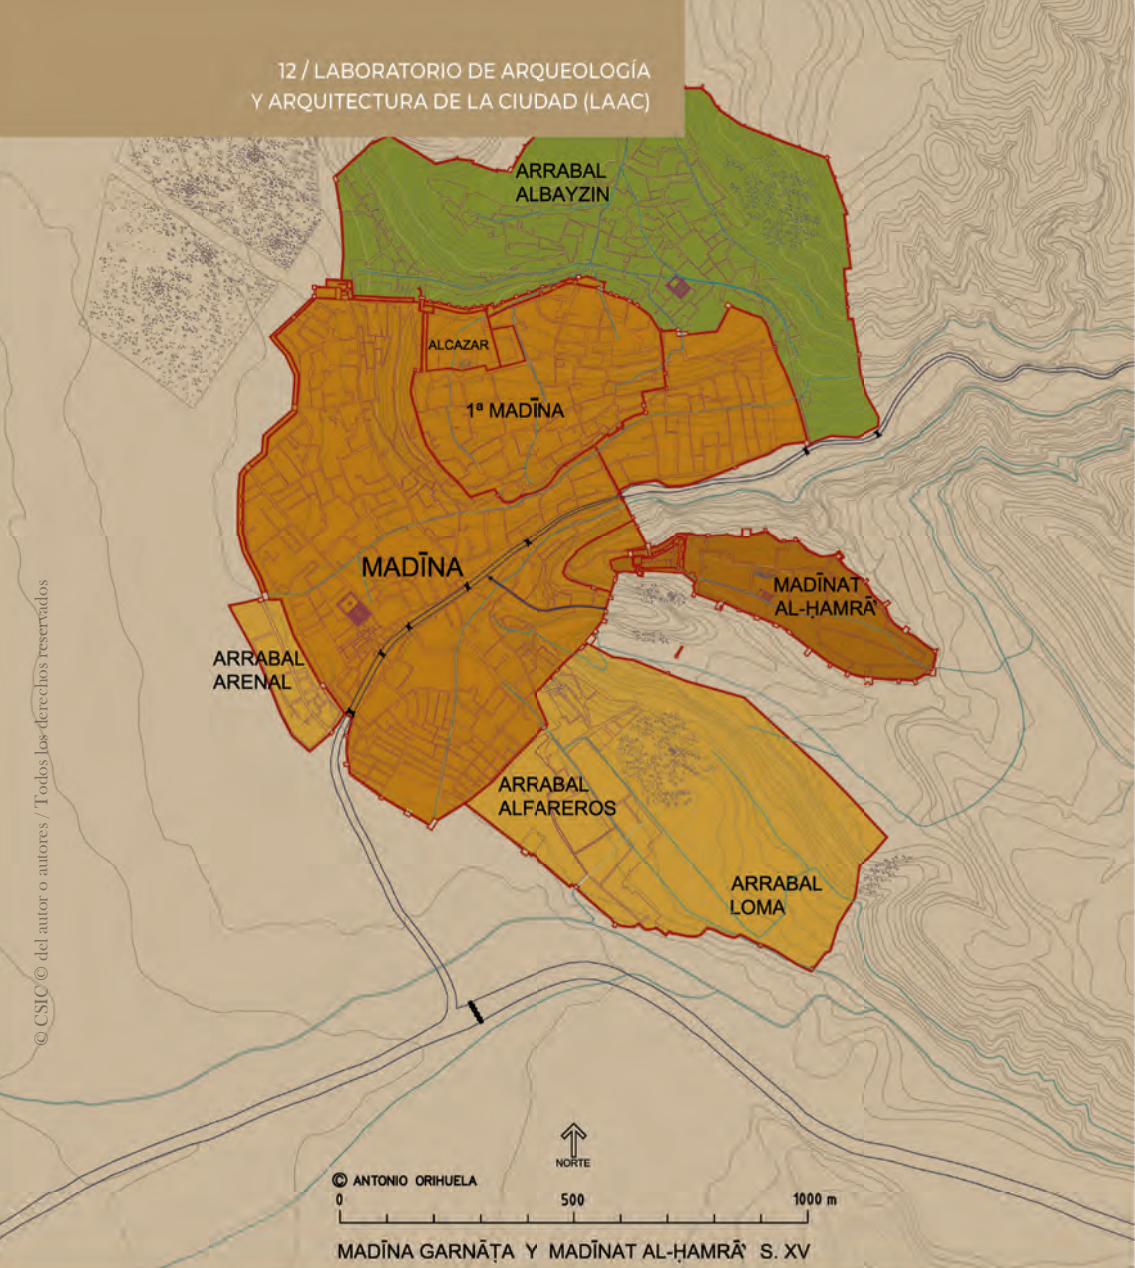 12 / LABORATORIO DE ARQUEOLOGÍA
Y ARQUITECTURA DE LA CIUDAD (LAAC)
ARRABAL
ALBAYZIN
ALCAZAR
1ª MADĪNA
MADĪNA
MADĪNAT
AL-ḤAMRĀ’
ARRABAL
ARENAL
ARRABAL
ALFAREROS
ARRABAL
LOMA
© CSIC © del autor o autores / Todos los derechos reservados
NORTE
© ANTONIO ORIHUELA
0 500 1000 m
MADĪNA GARNĀṬA Y MADĪNAT AL-ḤAMRĀ’ S. XV